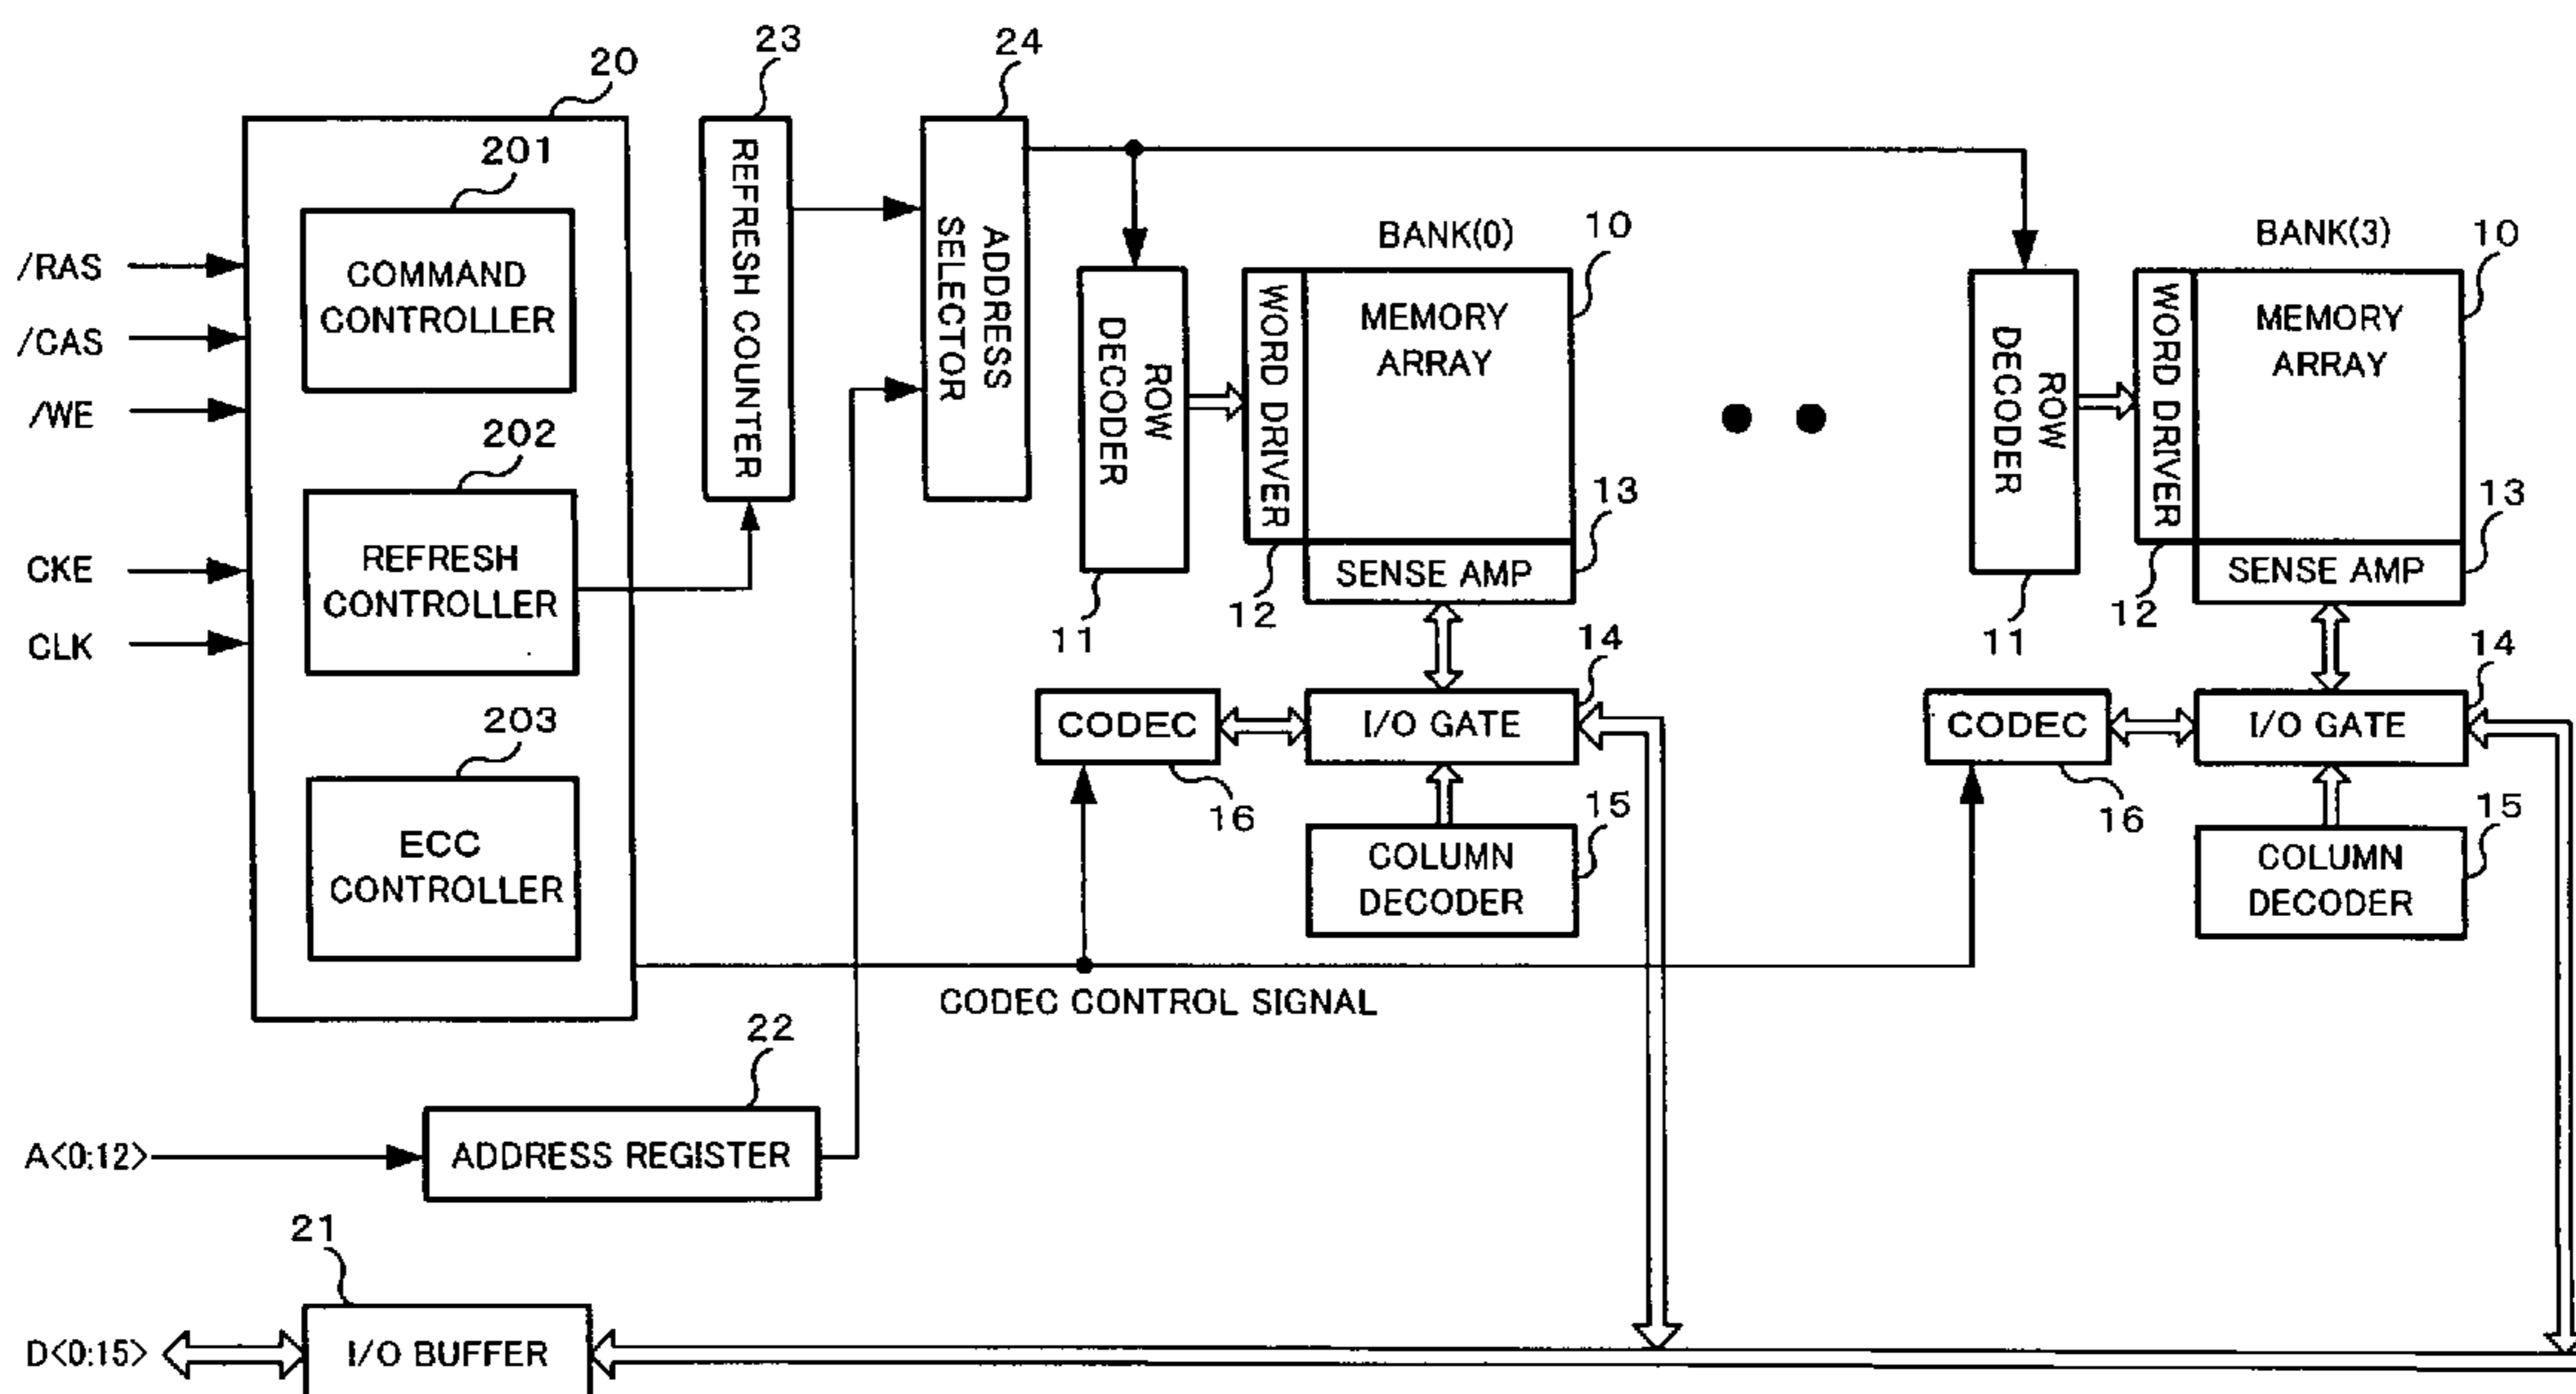 20
23
24
201
COMMAND
CONTROLLER
202
REFRESH
CONTROLLER
203
ECC
CONTROLLER
/RAS
/CAS
/WE
CKE
CLK
REFRESH COUNTER
ADDRESS
SELECTOR
BANK(0)
10
ROW
DECODER
11
WORD DRIVER
12
MEMORY
ARRAY
SENSE AMP
13
CODEC
16
I/O GATE
14
COLUMN
DECODER
15
BANK(3)
10
ROW
DECODER
11
WORD DRIVER
12
MEMORY
ARRAY
SENSE AMP
13
CODEC
16
I/O GATE
14
COLUMN
DECODER
15
CODEC CONTROL SIGNAL
22
A<0:12>
ADDRESS REGISTER
21
D<0:15>
I/O BUFFER